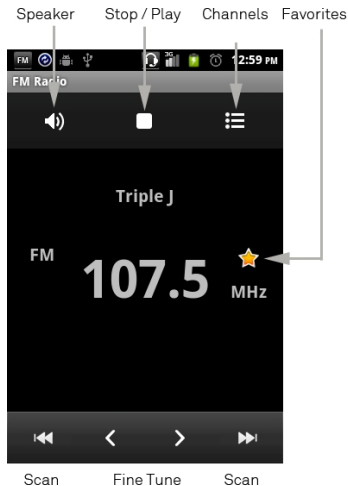 Speaker Stop / Play Channels Favorites
FM 3G 12:59 PM
FM Radio
Triple J
FM
107.5
MHz
Scan Fine Tune Scan